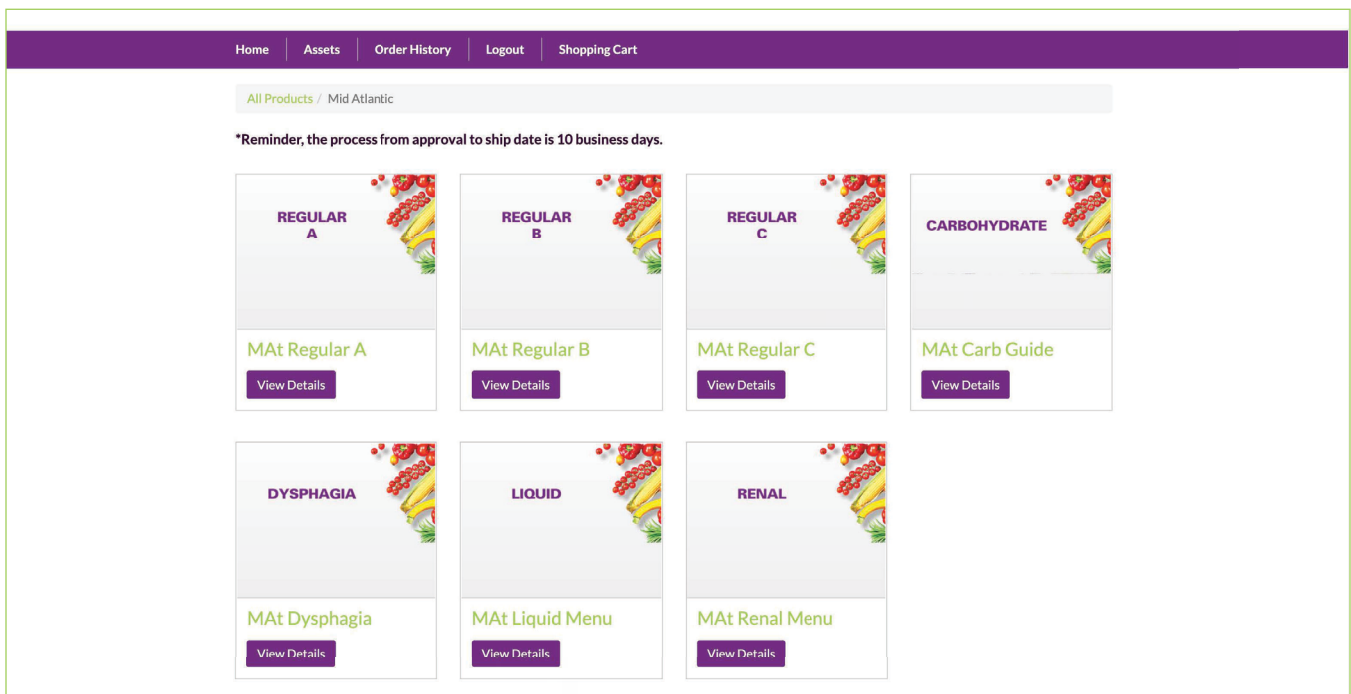 Home Assets Order History Logout Shopping Cart
All Products / Mid Atlantic
*Reminder, the process from approval to ship date is 10 business days.
REGULAR
A
REGULAR
B
REGULAR
C
CARBOHYDRATE
MAt Regular A
MAt Regular B
MAt Regular C
MAt Carb Guide
View Details
View Details
View Details
View Details
DYSPHAGIA
LIQUID
RENAL
MAt Dysphagia
MAt Liquid Menu
MAt Renal Menu
View Details
View Details
View Details